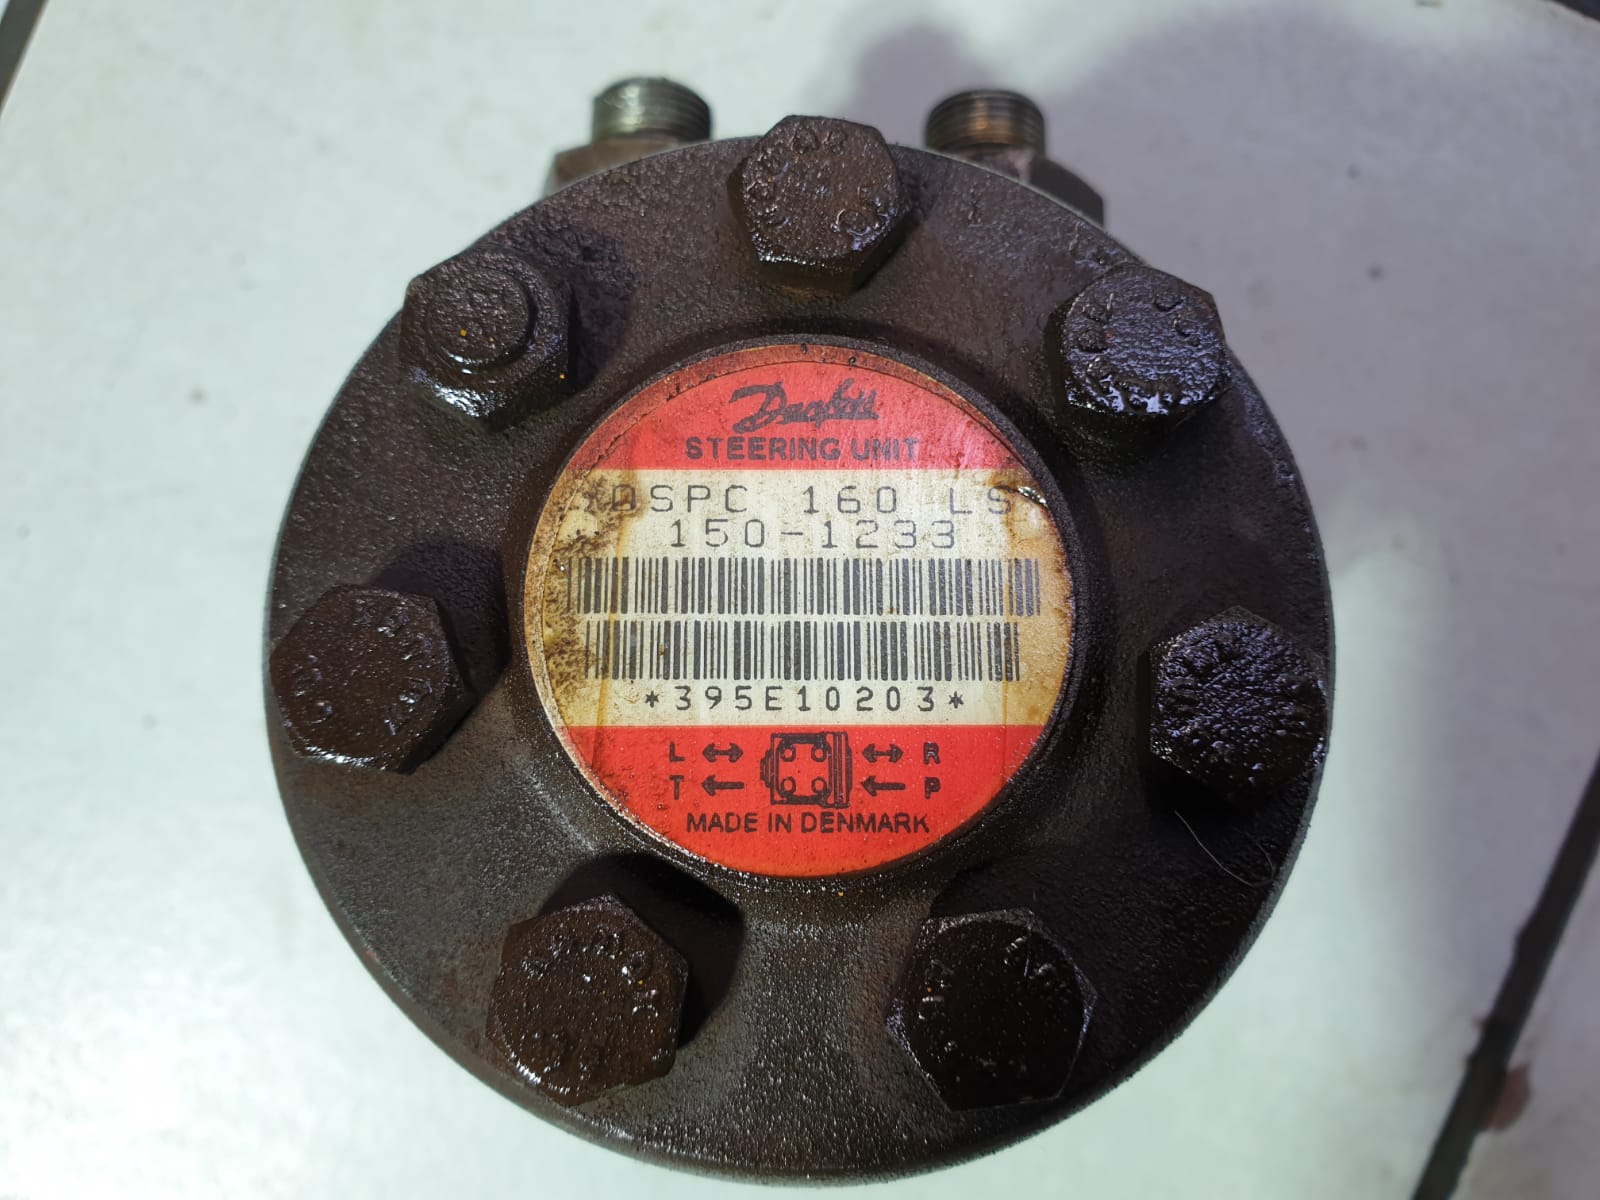 Danfoss
STEERING UNIT
OSPC 160 LS
150-1233
*395E10203*
L R
T P
MADE IN DENMARK